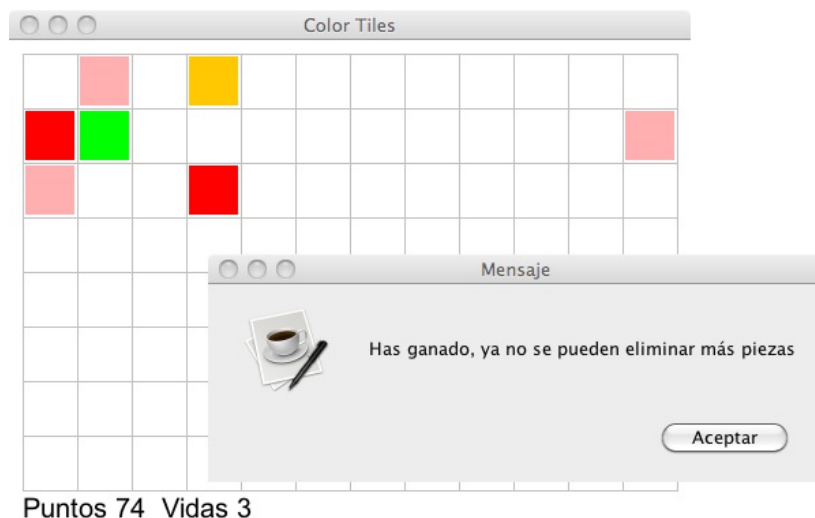 Color Tiles
Mensaje
Has ganado, ya no se pueden eliminar más piezas
Aceptar
Puntos 74 Vidas 3